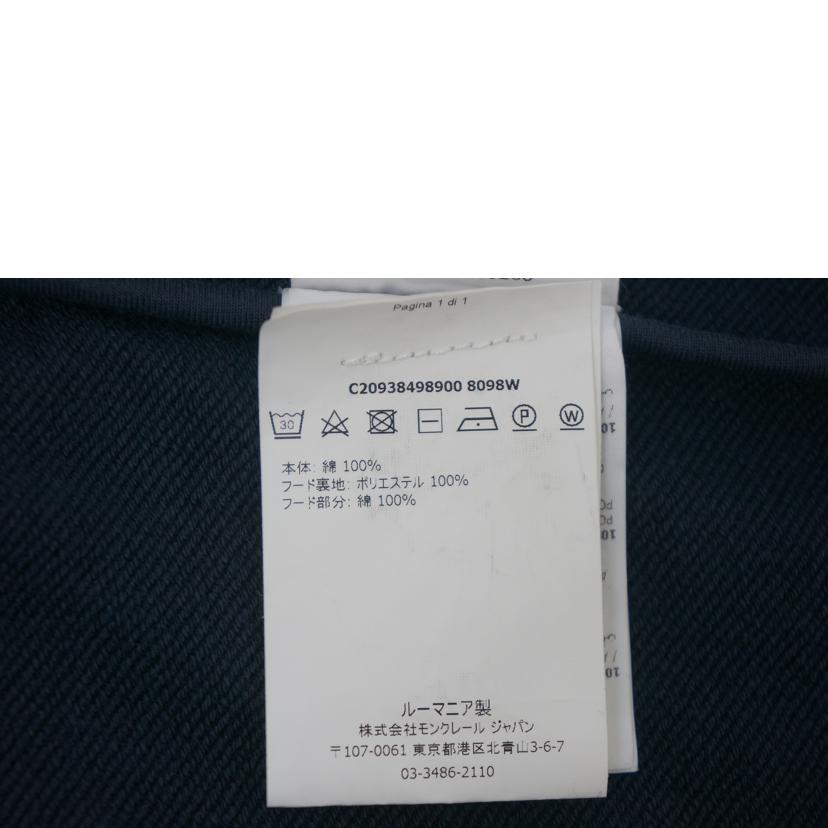 Pagina 1 di 1
C20938498900 8098W
30
P
W
本体: 綿 100%
フード裏地: ポリエステル 100%
フード部分: 綿 100%
ルーマニア製
株式会社モンクレール ジャパン
〒107-0061 東京都港区北青山3-6-7
03-3486-2110